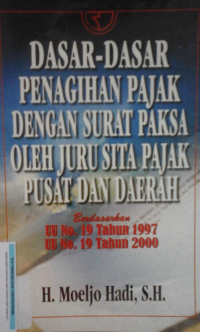 DASAR-DASAR
PENAGIHAN PAJAK
DENGAN SURAT PAKSA
OLEH JURU SITA PAJAK
PUSAT DAN DAERAH
Berdasarkan
UU No. 19 Tahun 1997
UU No. 19 Tahun 2000
H. Moeljo Hadi, S.H.